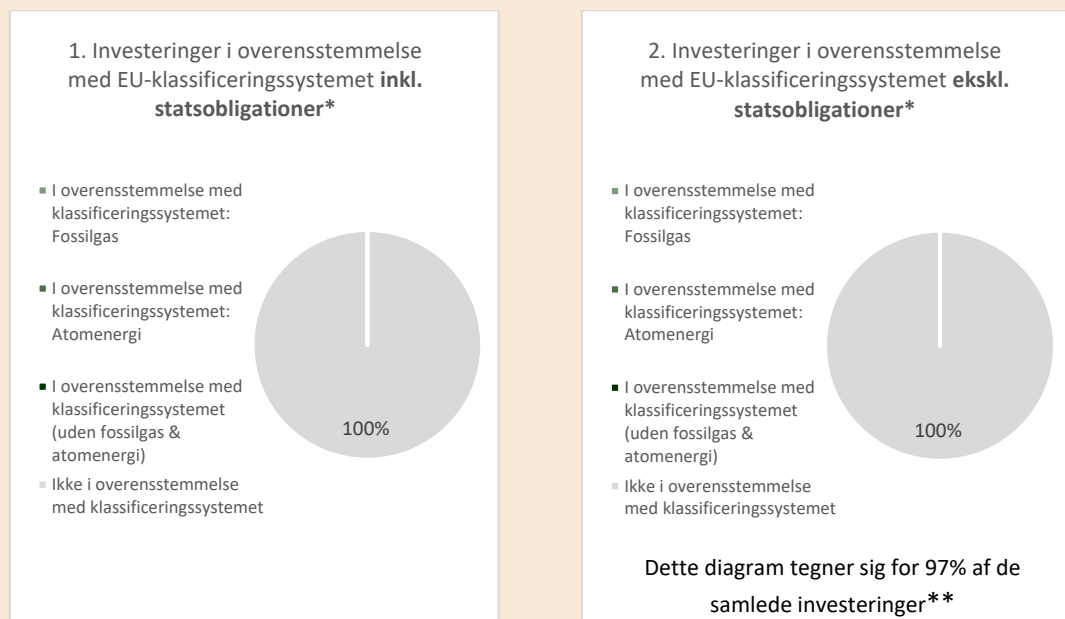 1. Investeringer i overensstemmelse
med EU-klassificeringssystemet inkl.
statsobligationer*
I overensstemmelse med
klassificeringssystemet:
Fossilgas
I overensstemmelse med
klassificeringssystemet:
Atomenergi
I overensstemmelse med
klassificeringssystemet
(uden fossilgas &
atomenergi)
Ikke i overensstemmelse
med klassificeringssystemet
100%
2. Investeringer i overensstemmelse
med EU-klassificeringssystemet ekskl.
statsobligationer*
I overensstemmelse med
klassificeringssystemet:
Fossilgas
I overensstemmelse med
klassificeringssystemet:
Atomenergi
I overensstemmelse med
klassificeringssystemet
(uden fossilgas &
atomenergi)
Ikke i overensstemmelse
med klassificeringssystemet
100%
Dette diagram tegner sig for 97% af de
samlede investeringer**